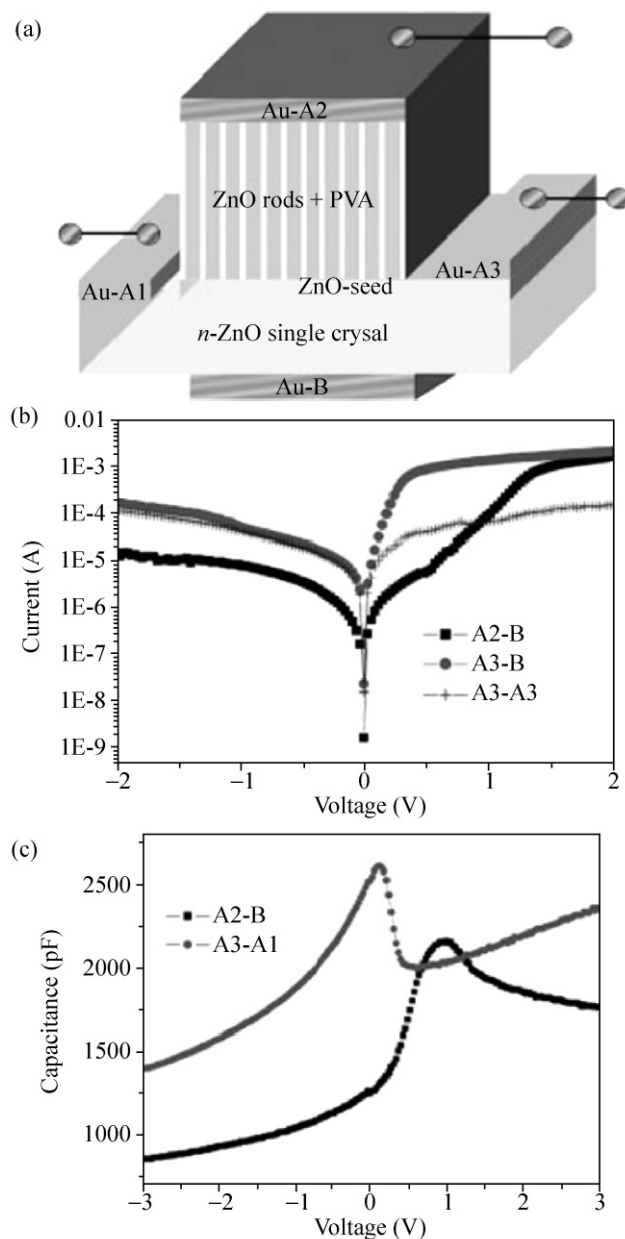 (a)
Au-A2
ZnO rods + PVA
Au-A1
Au-A3
ZnO-seed
n-ZnO single crysal
Au-B
(b)
0.01
1E-3
1E-4
1E-5
1E-6
1E-7
1E-8
1E-9
Current (A)
A2-B
A3-B
A3-A3
−2
−1
0
1
2
Voltage (V)
(c)
2500
2000
1500
1000
Capacitance (pF)
A2-B
A3-A1
−3
−2
−1
0
1
2
3
Voltage (V)